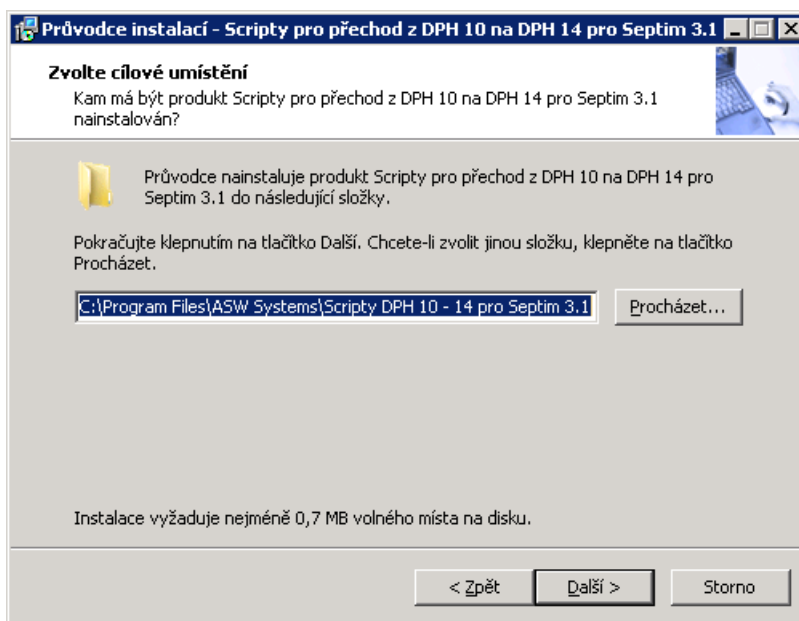 Průvodce instalací - Scripty pro přechod z DPH 10 na DPH 14 pro Septim 3.1
Zvolte cílové umístění
Kam má být produkt Scripty pro přechod z DPH 10 na DPH 14 pro Septim 3.1
nainstalován?
Průvodce nainstaluje produkt Scripty pro přechod z DPH 10 na DPH 14 pro
Septim 3.1 do následující složky.
Pokračujte klepnutím na tlačítko Další. Chcete-li zvolit jinou složku, klepněte na tlačítko
Procházet.
C:\Program Files\ASW Systems\Scripty DPH 10 - 14 pro Septim 3.1
Procházet...
Instalace vyžaduje nejméně 0,7 MB volného místa na disku.
< Zpět
Další >
Storno